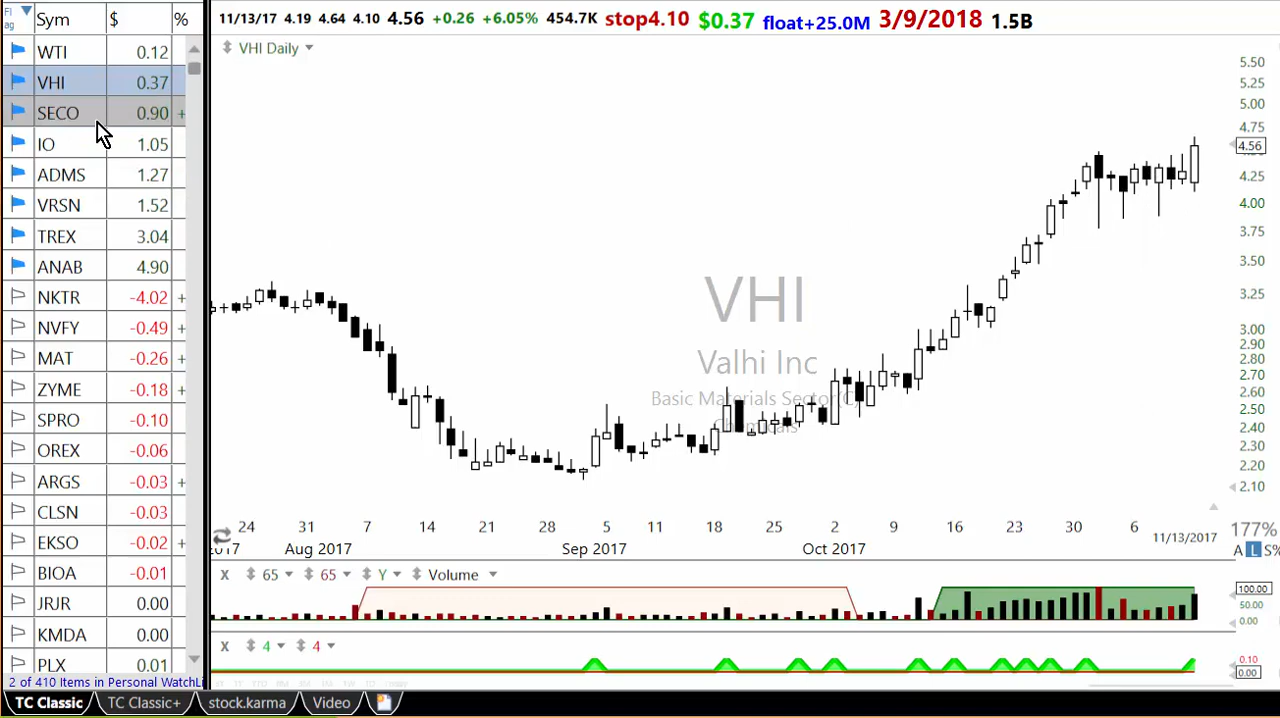 Fl ag Sym $ %
WTI 0.12
VHI 0.37
SECO 0.90 +
IO 1.05
ADMS 1.27
VRSN 1.52
TREX 3.04
ANAB 4.90
NKTR -4.02 +
NVFY -0.49 +
MAT -0.26 +
ZYME -0.18 +
SPRO -0.10
OREX -0.06
ARGS -0.03 +
CLSN -0.03
EKSO -0.02 +
BIOA -0.01
JRJR 0.00
KMDA 0.00
PLX 0.01
2 of 410 Items in Personal WatchLi
11/13/17 4.19 4.64 4.10 4.56 +0.26 +6.05% 454.7K stop4.10 $0.37 float+25.0M 3/9/2018 1.5B
VHI Daily
5.50
5.25
5.00
4.75
4.56
4.25
4.00
3.75
3.50
3.25
3.00
2.90
2.80
2.70
2.60
2.50
2.40
2.30
2.20
2.10
VHI
Valhi Inc
Basic Materials Sector(C)
Chemicals
24 31 7 14 21 28 5 11 18 25 2 9 16 23 30 6
2017 Aug 2017 Sep 2017 Oct 2017 11/13/2017
177%
A L S%
X 65 65 Y Volume
100.00
50.00
0.00
X 4 4
0.10
0.00
TC Classic TC Classic+ stock.karma Video